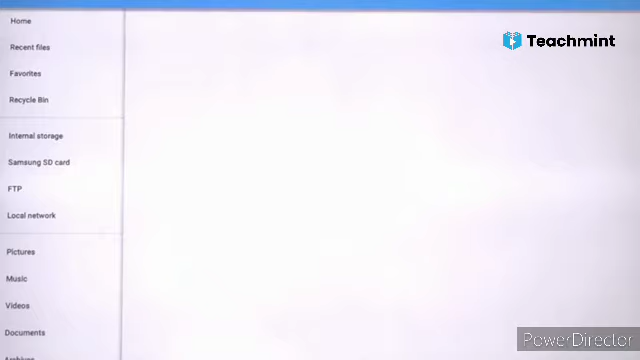 Home
Recent files
Favorites
Recycle Bin
Internal storage
Samsung SD card
FTP
Local network
Pictures
Music
Videos
Documents
Archives
Teachmint
PowerDirector